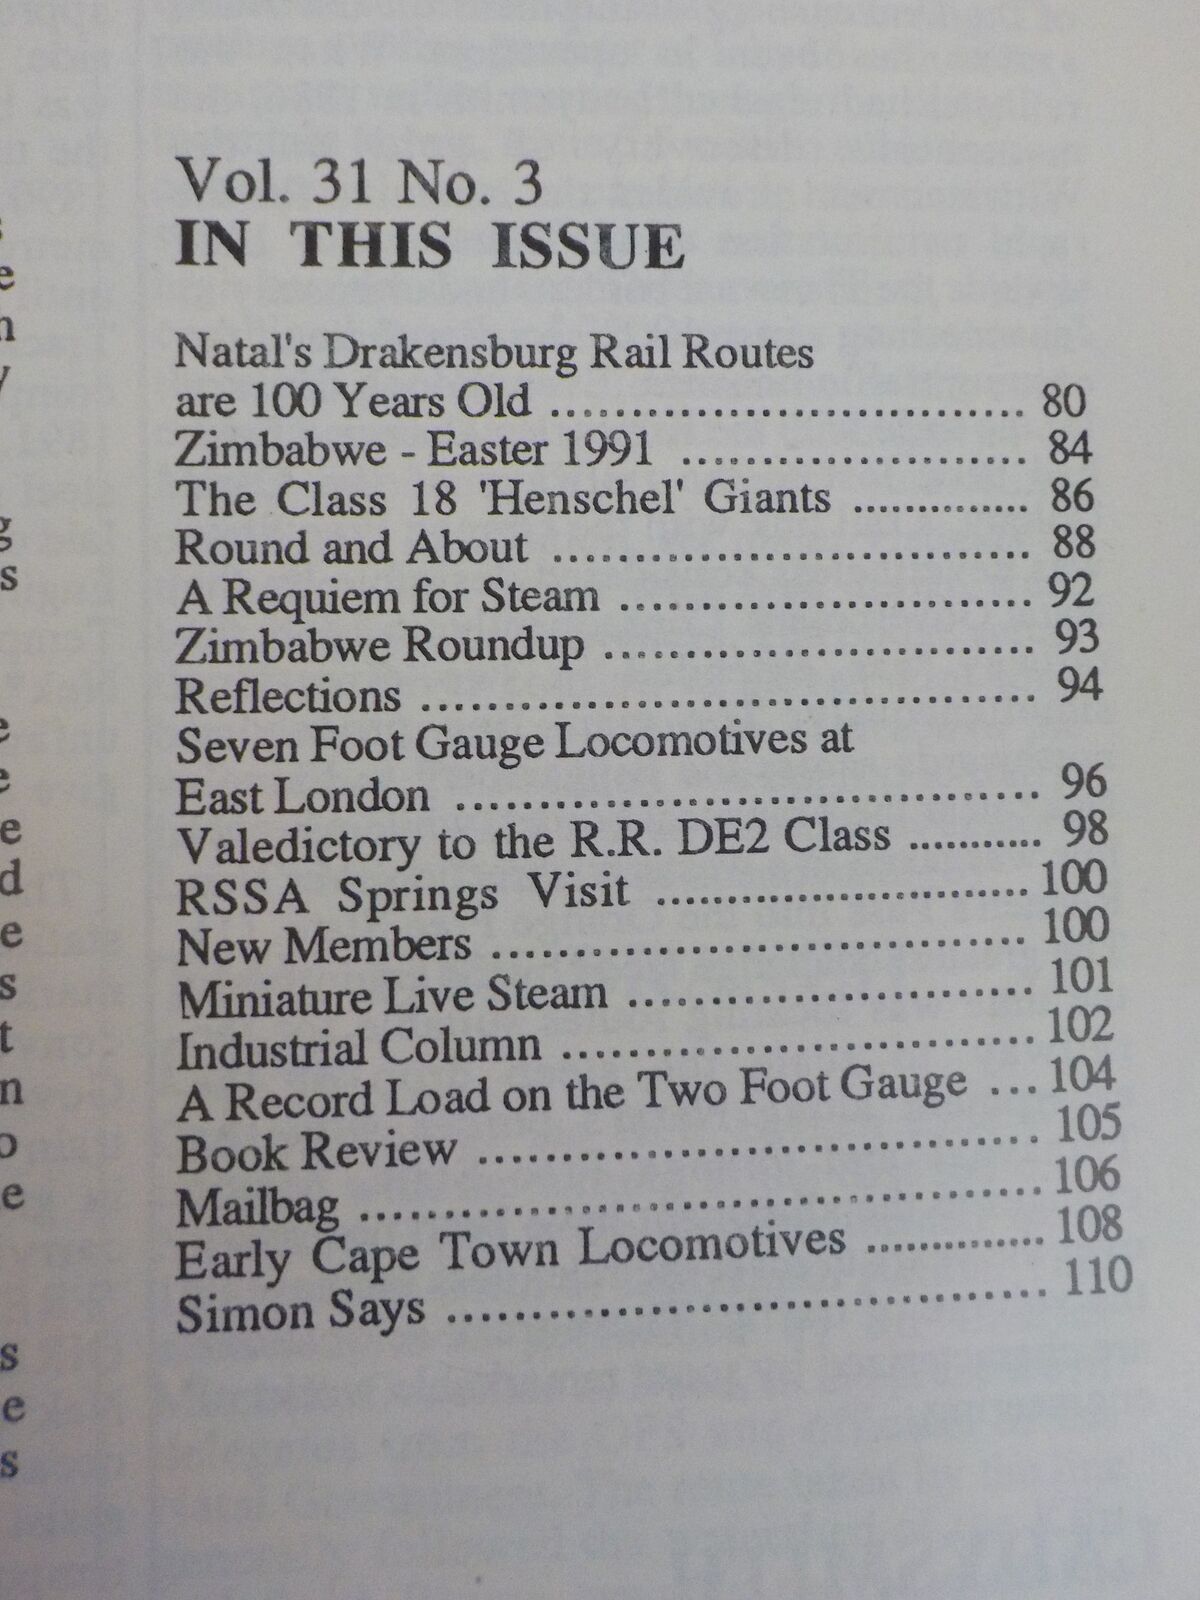 Vol. 31 No. 3
IN THIS ISSUE
Natal's Drakensburg Rail Routes
are 100 Years Old ............................. 80
Zimbabwe - Easter 1991 ..................... 84
The Class 18 'Henschel' Giants .............. 86
Round and About ............................. 88
A Requiem for Steam ......................... 92
Zimbabwe Roundup .......................... 93
Reflections ..................................... 94
Seven Foot Gauge Locomotives at
East London ................................... 96
Valedictory to the R.R. DE2 Class ........... 98
RSSA Springs Visit ............................ 100
New Members ................................ 100
Miniature Live Steam ......................... 101
Industrial Column ............................. 102
A Record Load on the Two Foot Gauge ... 104
Book Review .................................. 105
Mailbag ......................................... 106
Early Cape Town Locomotives .............. 108
Simon Says .................................... 110